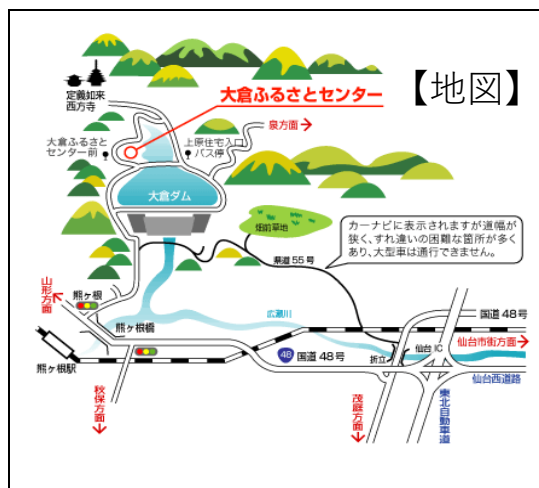 【地図】
定義如来
西方寺
大倉ふるさとセンター
泉方面
大倉ふるさと
センター前
上原住宅入口
バス停
大倉ダム
畑前草地
カーナビに表示されますが道幅が
狭く、すれ違いの困難な箇所が多く
あり、大型車は通行できません。
県道55号
山形方面
熊ヶ根
熊ヶ根橋
広瀬川
国道48号
仙台市街方面
仙台IC
折立
48 国道48号
仙台西道路
熊ヶ根駅
秋保方面
茂庭方面
東北自動車道